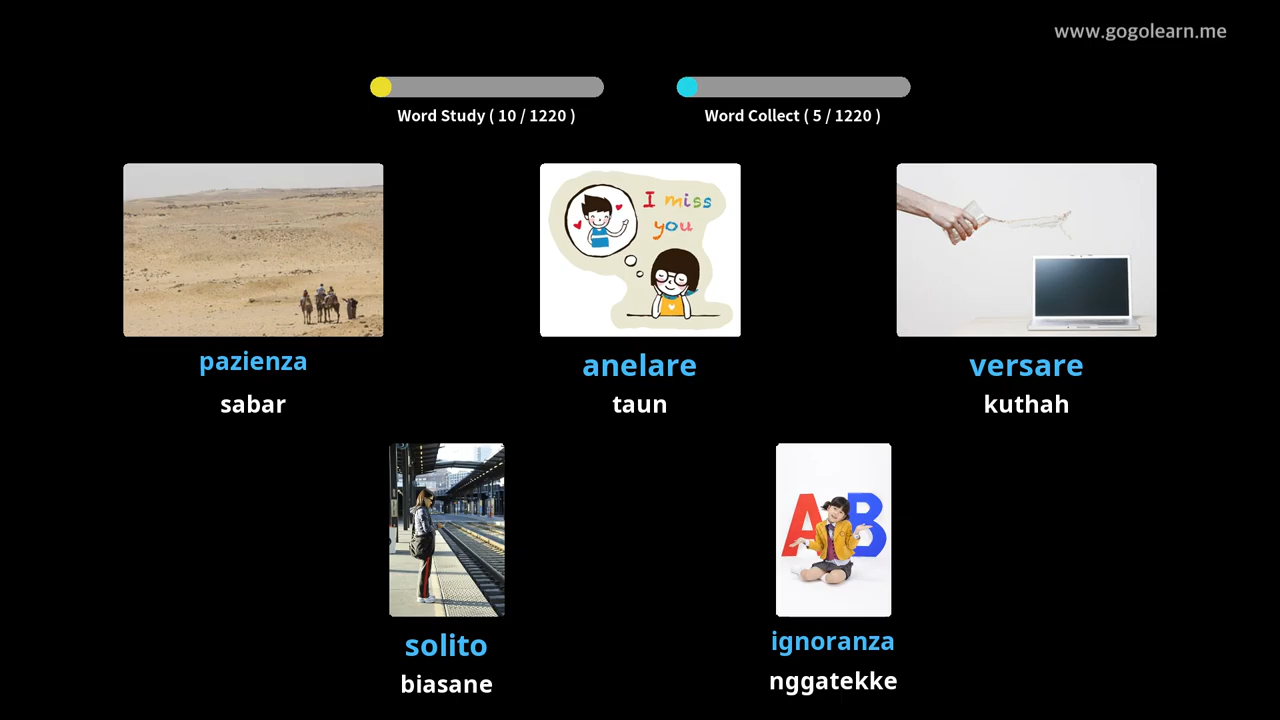 www.gogolearn.me
Word Study ( 10 / 1220 )
Word Collect ( 5 / 1220 )
I miss
you
pazienza
anelare
versare
sabar
taun
kuthah
A B
solito
ignoranza
biasane
nggatekke